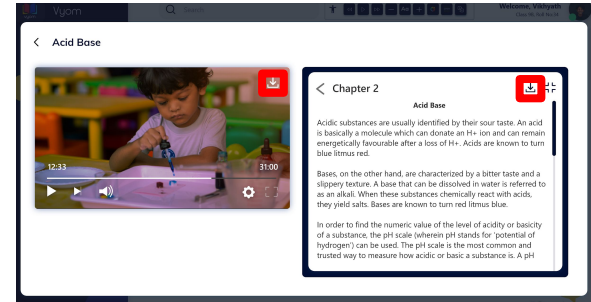 Vyom
Search
Welcome, Vikhyath
Acid Base
12:33
31:00
Chapter 2
Acid Base
Acidic substances are usually identified by their sour taste. An acid
is basically a molecule which can donate an H+ ion and can remain
energetically favourable after a loss of H+. Acids are known to turn
blue litmus red.
Bases, on the other hand, are characterized by a bitter taste and a
slippery texture. A base that can be dissolved in water is referred to
as an alkali. When these substances chemically react with acids,
they yield salts. Bases are known to turn red litmus blue.
In order to find the numeric value of the level of acidity or basicity
of a substance, the pH scale (wherein pH stands for 'potential of
hydrogen') can be used. The pH scale is the most common and
trusted way to measure how acidic or basic a substance is. A pH